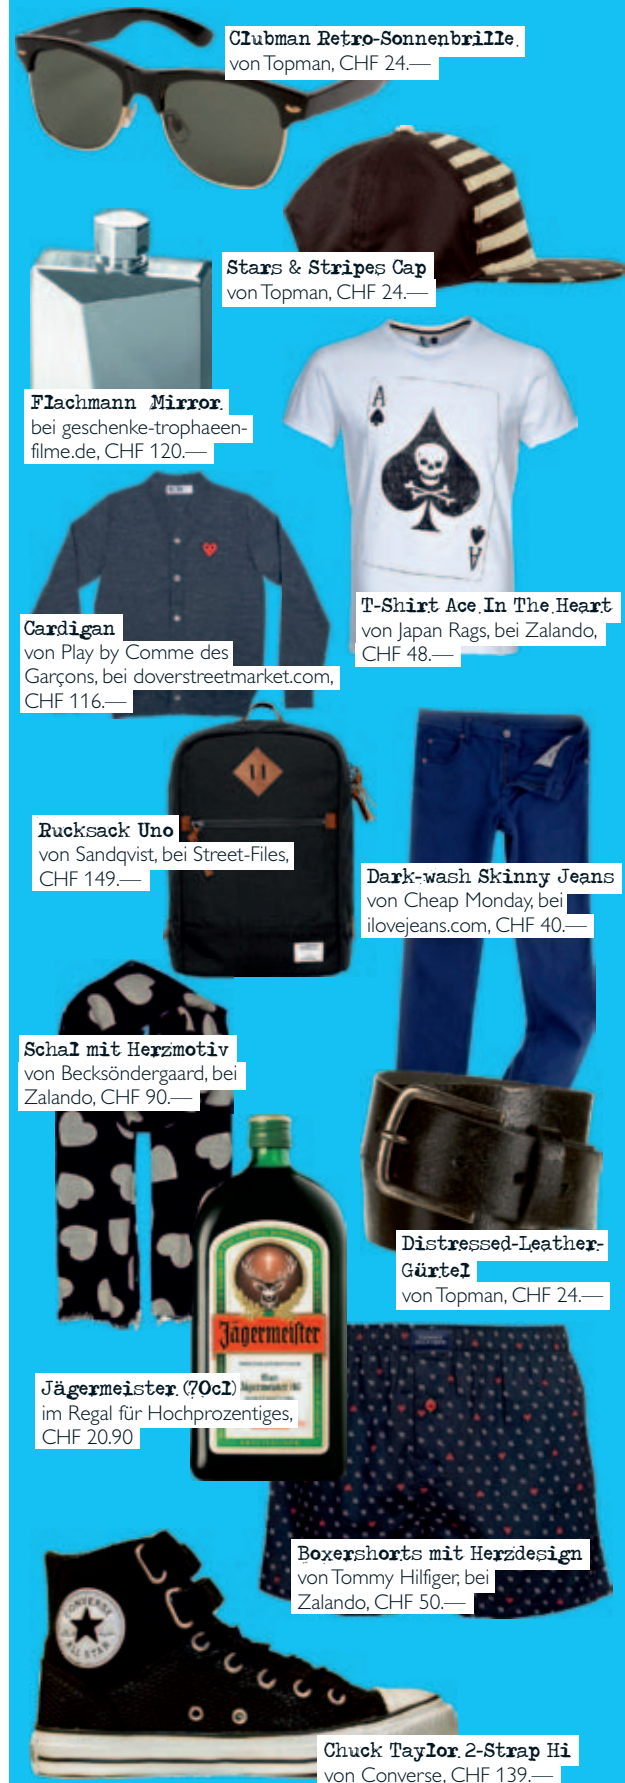 Clubman Retro-Sonnenbrille.
von Topman, CHF 24.—
Stars & Stripes Cap
von Topman, CHF 24.—
Flachmann Mirror.
bei geschenke-trophaeen-
filme.de, CHF 120.—
A
A
T-Shirt Ace In The Heart
von Japan Rags, bei Zalando,
CHF 48.—
Cardigan
von Play by Comme des
Garçons, bei doverstreetmarket.com,
CHF 116.—
Rucksack Uno
von Sandqvist, bei Street-Files,
CHF 149.—
Dark-wash Skinny Jeans
von Cheap Monday, bei
ilovejeans.com, CHF 40.—
Schal mit Herzmotiv
von Becksöndergaard, bei
Zalando, CHF 90.—
Distressed-Leather-
Gürtel
von Topman, CHF 24.—
Jägermeister
Jägermeister (70cl)
im Regal für Hochprozentiges,
CHF 20.90
Boxershorts mit Herzdesign
von Tommy Hilfiger, bei
Zalando, CHF 50.—
CONVERSE
ALL STAR
Chuck Taylor 2-Strap Hi
von Converse, CHF 139.—